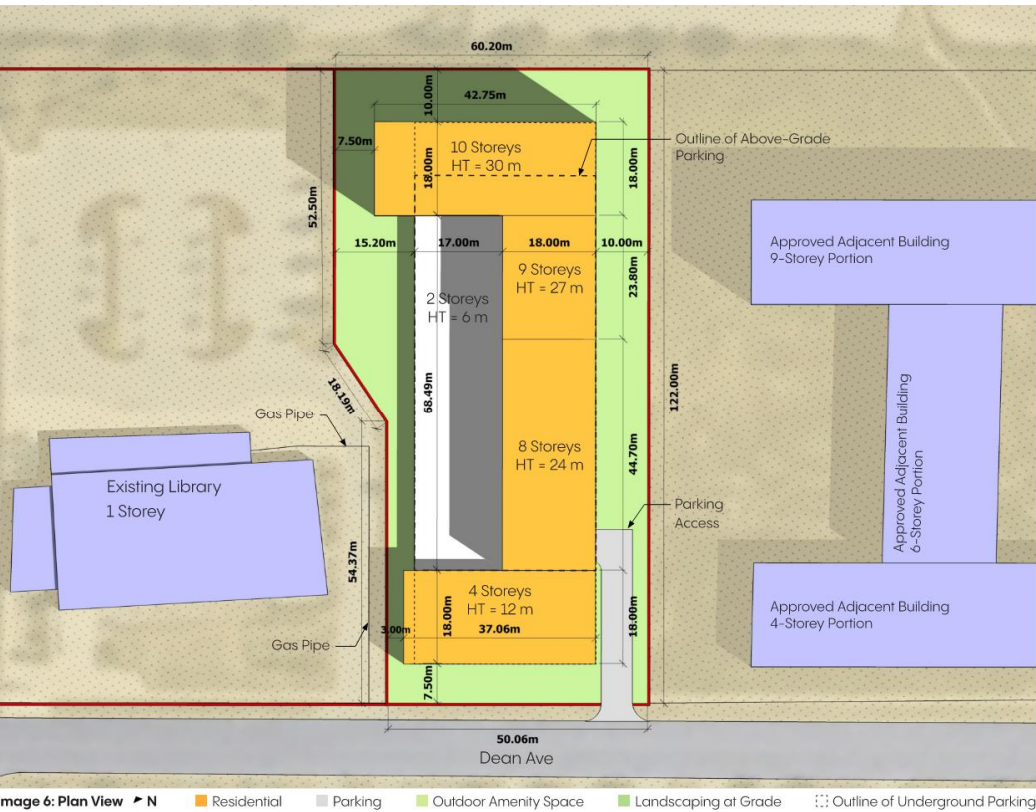 60.20m
10.00m
42.75m
7.50m
10 Storeys
HT = 30 m
18.00m
18.00m
Outline of Above-Grade
Parking
52.50m
15.20m
17.00m
18.00m
10.00m
9 Storeys
HT = 27 m
23.80m
2 Storeys
HT = 6 m
Approved Adjacent Building
9-Storey Portion
18.19m
68.49m
122.00m
Gas Pipe
8 Storeys
HT = 24 m
44.70m
Approved Adjacent Building
6-Storey Portion
Existing Library
1 Storey
Parking
Access
54.37m
4 Storeys
HT = 12 m
3.00m
18.00m
37.06m
18.00m
Approved Adjacent Building
4-Storey Portion
Gas Pipe
7.50m
50.06m
Dean Ave
mage 6: Plan View N
Residential
Parking
Outdoor Amenity Space
Landscaping at Grade
Outline of Underground Parking